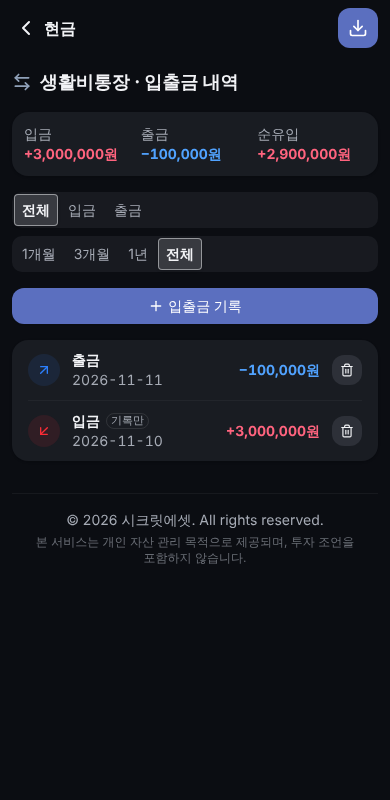 현금
생활비통장 · 입출금 내역
입금 출금 순유입
+3,000,000원 −100,000원 +2,900,000원
전체 입금 출금
1개월 3개월 1년 전체
+ 입출금 기록
출금
2026-11-11
−100,000원
입금 기록만
2026-11-10
+3,000,000원
© 2026 시크릿에셋. All rights reserved.
본 서비스는 개인 자산 관리 목적으로 제공되며, 투자 조언을
포함하지 않습니다.